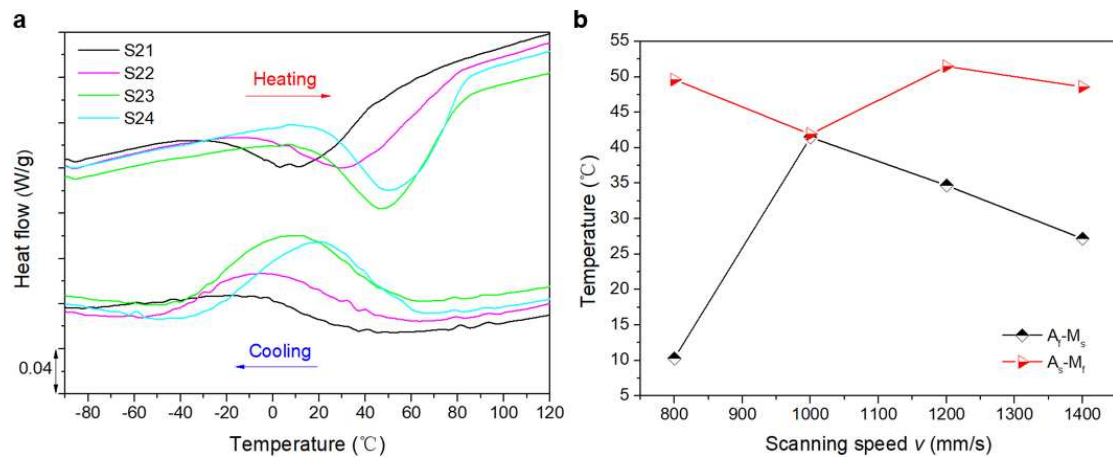 a
S21
S22
S23
S24
Heating
Cooling
0.04
Heat flow (W/g)
-80 -60 -40 -20 0 20 40 60 80 100 120
Temperature (℃)
b
55
50
45
40
35
30
25
20
15
10
5
Temperature (℃)
Af-Ms
As-Mf
800 900 1000 1100 1200 1300 1400
Scanning speed v (mm/s)